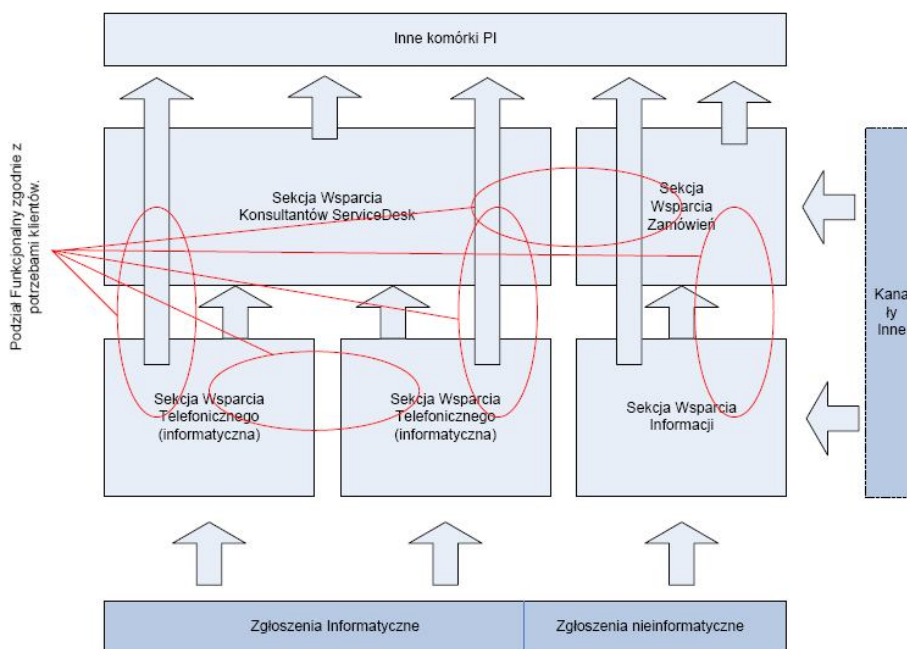 Inne komórki PI
Sekcja Wsparcia
Konsultantów ServiceDesk
Sekcja
Wsparcia
Zamówień
Podział Funkcjonalny zgodnie z
potrzebami klientów.
Kana
ły
Inne
Sekcja Wsparcia
Telefonicznego
(informatyczna)
Sekcja Wsparcia
Telefonicznego
(informatyczna)
Sekcja Wsparcia
Informacji
Zgłoszenia Informatyczne
Zgłoszenia nieinformatyczne